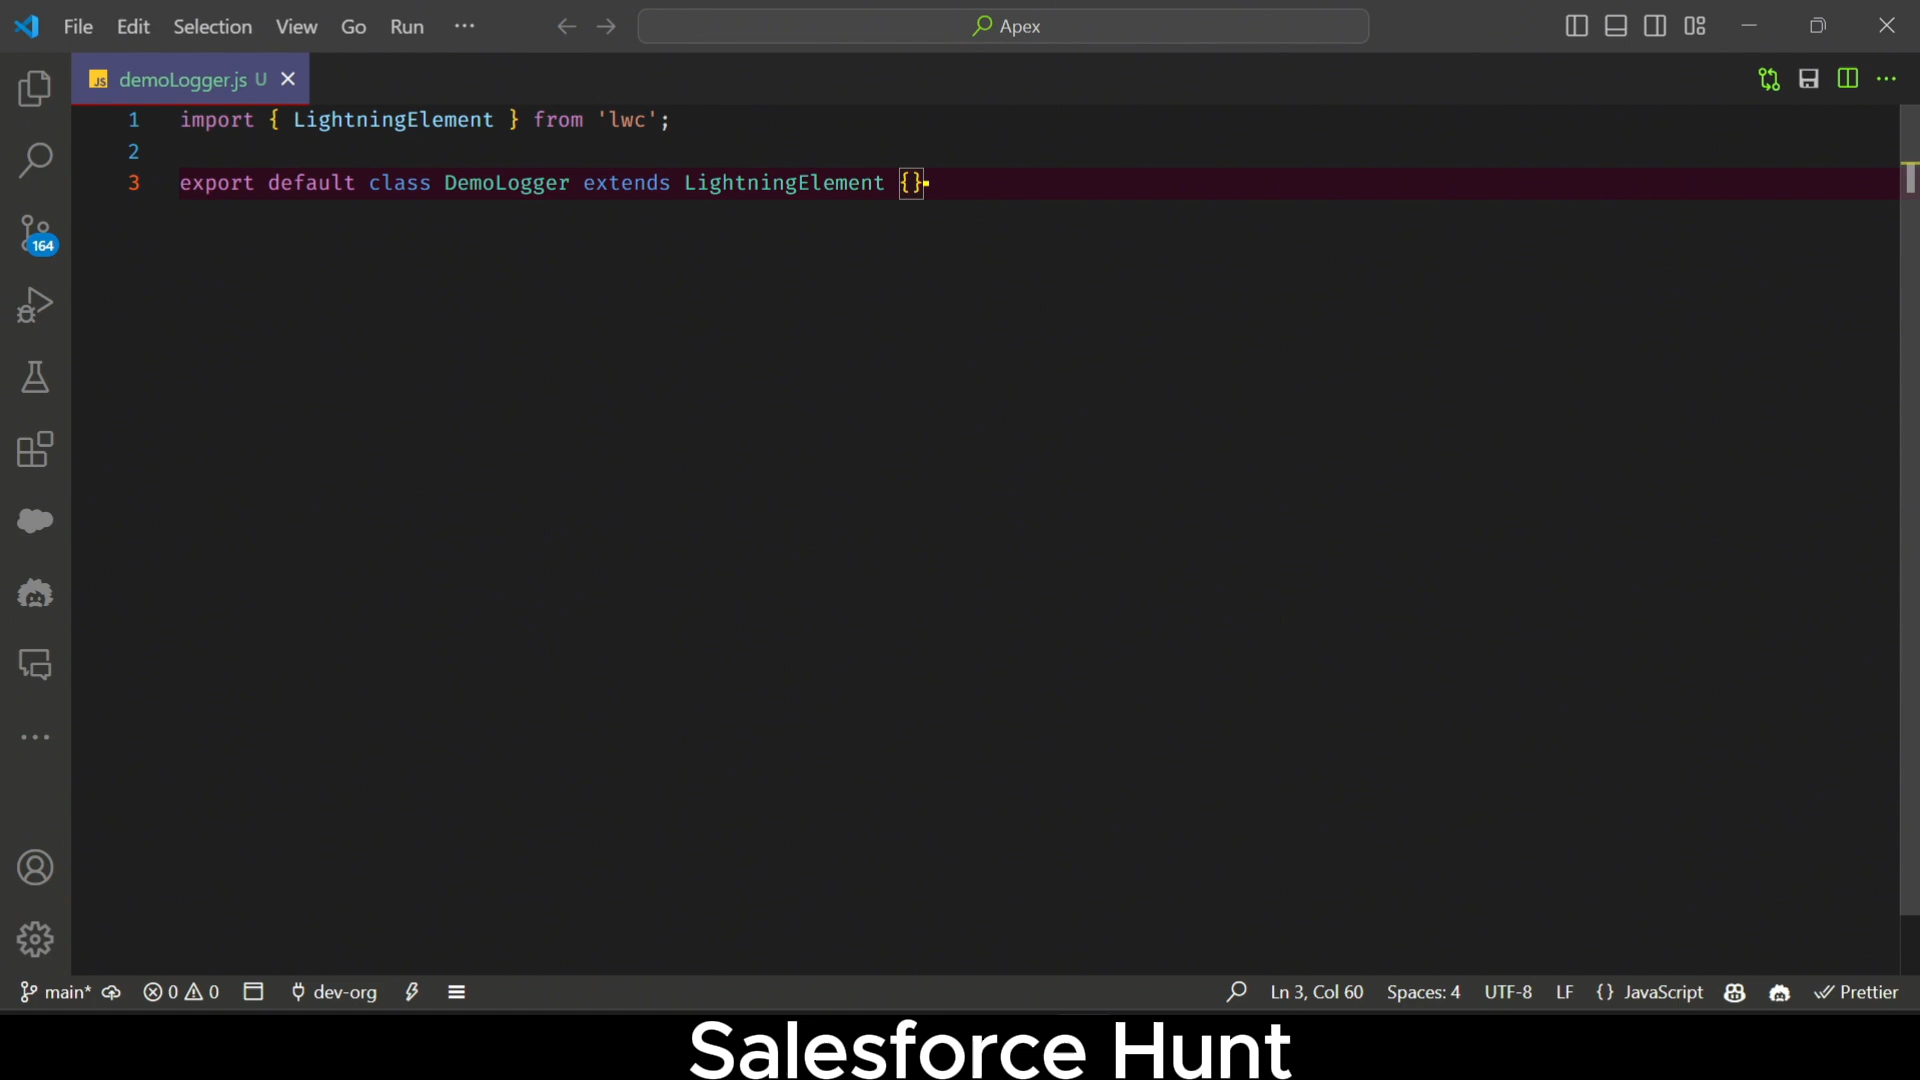 File Edit Selection View Go Run ···
Apex
JS demoLogger.js U
1 import { LightningElement } from 'lwc';
2
3 export default class DemoLogger extends LightningElement {}
164
main* 0 0 dev-org
Ln 3, Col 60 Spaces: 4 UTF-8 LF {} JavaScript Prettier
Salesforce Hunt